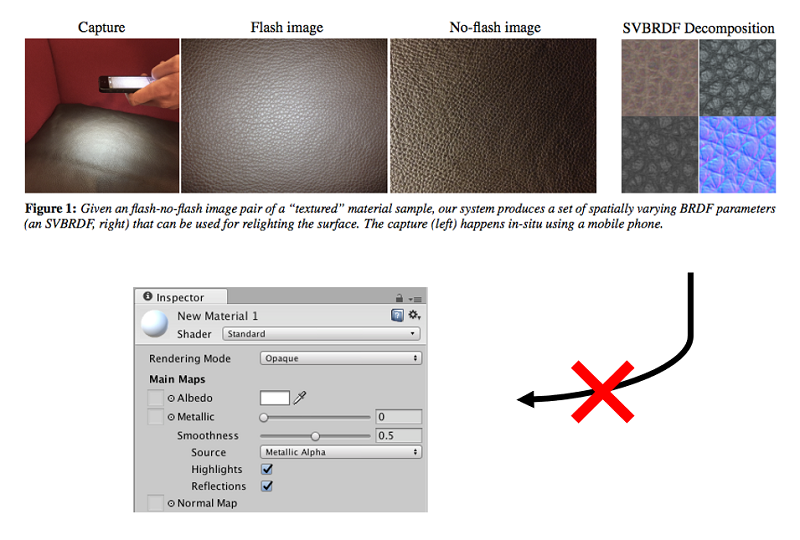 Capture
Flash image
No-flash image
SVBRDF Decomposition
Figure 1: Given an flash-no-flash image pair of a “textured” material sample, our system produces a set of spatially varying BRDF parameters
(an SVBRDF, right) that can be used for relighting the surface. The capture (left) happens in-situ using a mobile phone.
Inspector
New Material 1
Shader Standard
Rendering Mode Opaque
Main Maps
Albedo
Metallic 0
Smoothness 0.5
Source Metallic Alpha
Highlights
Reflections
Normal Map